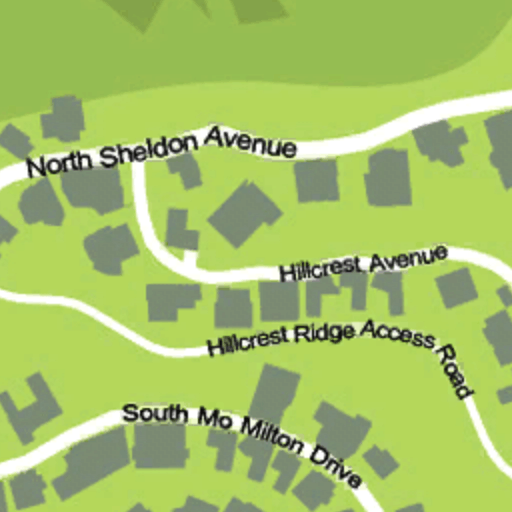 North Sheldon Avenue
Hillcrest Avenue
Hillcrest Ridge Access Road
South Mo Milton Drive